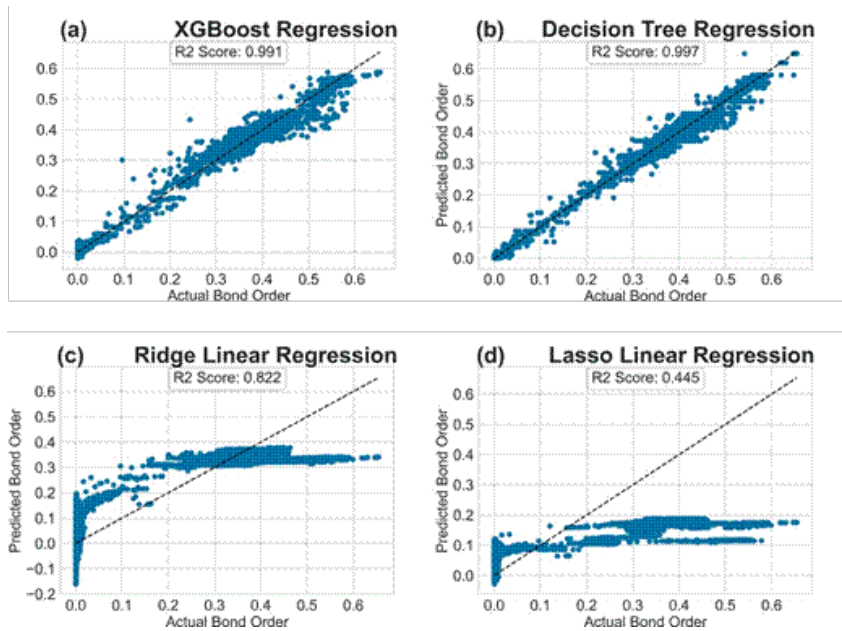 (a) XGBoost Regression
R2 Score: 0.991
0.6
0.5
0.4
0.3
0.2
0.1
0.0
0.0 0.1 0.2 0.3 0.4 0.5 0.6
Actual Bond Order
(b) Decision Tree Regression
R2 Score: 0.997
Predicted Bond Order
0.6
0.5
0.4
0.3
0.2
0.1
0.0
0.0 0.1 0.2 0.3 0.4 0.5 0.6
Actual Bond Order
(c) Ridge Linear Regression
R2 Score: 0.822
Predicted Bond Order
0.6
0.5
0.4
0.3
0.2
0.1
0.0
−0.1
−0.2
0.0 0.1 0.2 0.3 0.4 0.5 0.6
Actual Bond Order
(d) Lasso Linear Regression
R2 Score: 0.445
Predicted Bond Order
0.6
0.5
0.4
0.3
0.2
0.1
0.0
0.0 0.1 0.2 0.3 0.4 0.5 0.6
Actual Bond Order